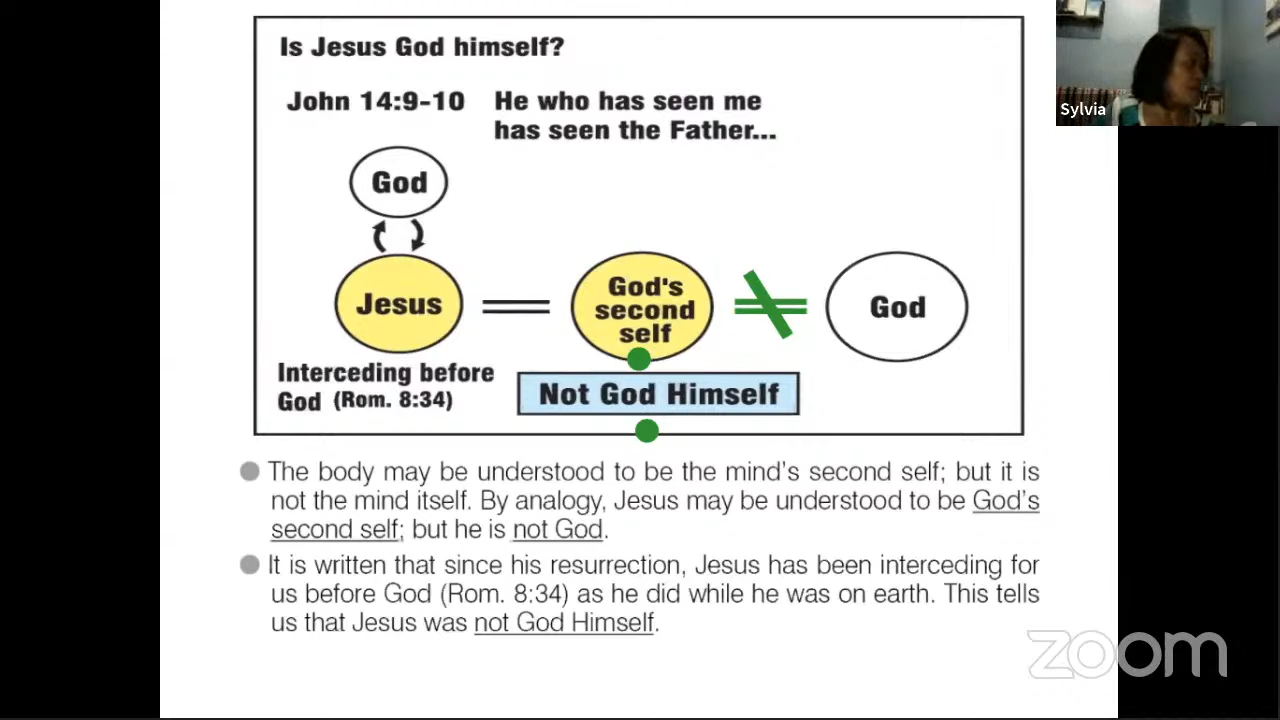 Is Jesus God himself?
John 14:9-10 He who has seen me
has seen the Father...
God
Jesus
God's
second
self
God
Interceding before
God (Rom. 8:34)
Not God Himself
The body may be understood to be the mind's second self; but it is
not the mind itself. By analogy, Jesus may be understood to be God's
second self; but he is not God.
It is written that since his resurrection, Jesus has been interceding for
us before God (Rom. 8:34) as he did while he was on earth. This tells
us that Jesus was not God Himself.
Sylvia
zoom